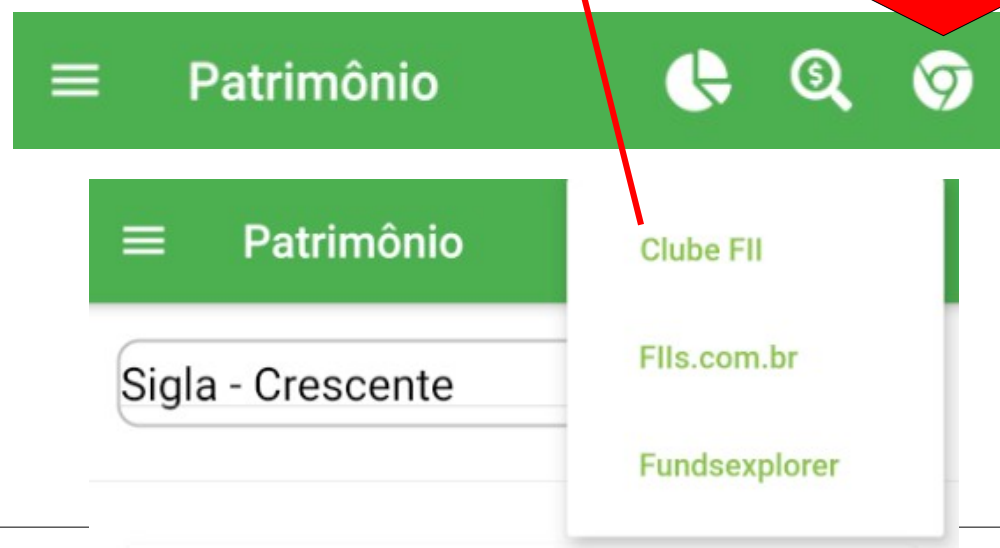 Patrimônio
Patrimônio
Sigla - Crescente
Clube FII
FIIs.com.br
Fundsexplorer